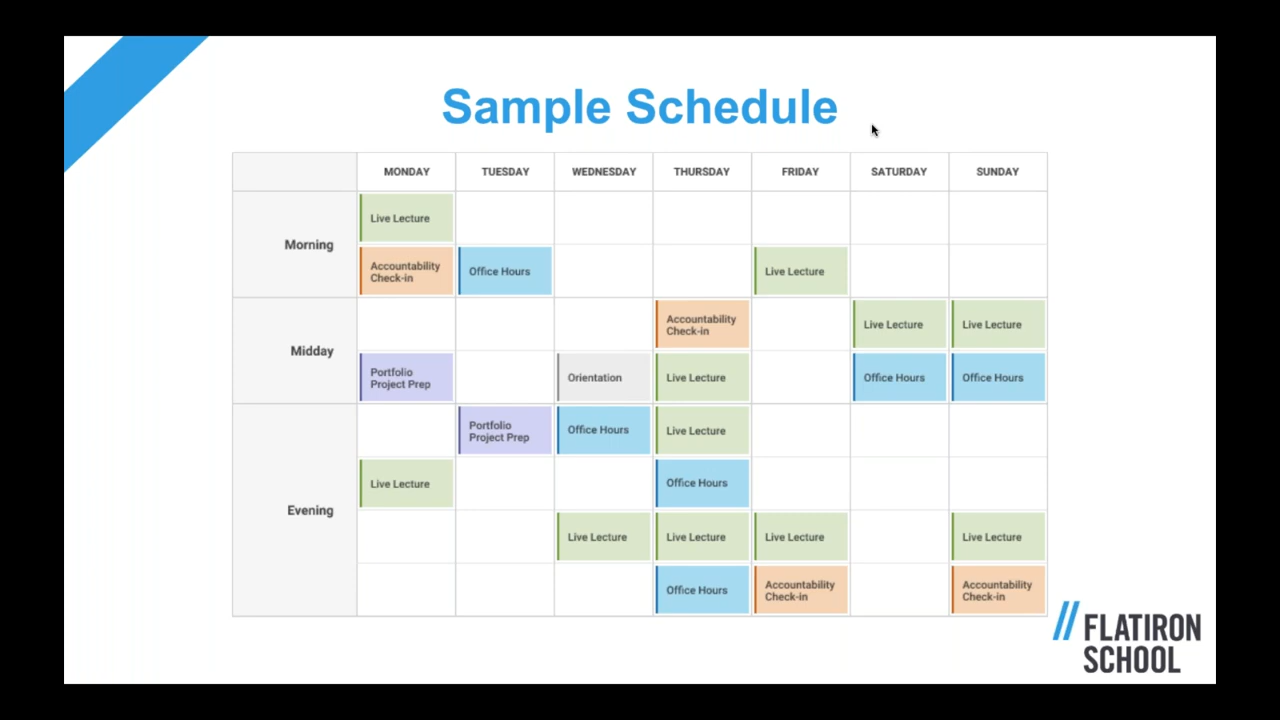 Sample Schedule
MONDAY TUESDAY WEDNESDAY THURSDAY FRIDAY SATURDAY SUNDAY
Morning
Live Lecture
Accountability
Check-in
Office Hours
Live Lecture
Midday
Accountability
Check-in
Live Lecture
Live Lecture
Portfolio
Project Prep
Orientation
Live Lecture
Office Hours
Office Hours
Evening
Portfolio
Project Prep
Office Hours
Live Lecture
Live Lecture
Office Hours
Live Lecture
Live Lecture
Live Lecture
Live Lecture
Office Hours
Accountability
Check-in
Accountability
Check-in
FLATIRON
SCHOOL